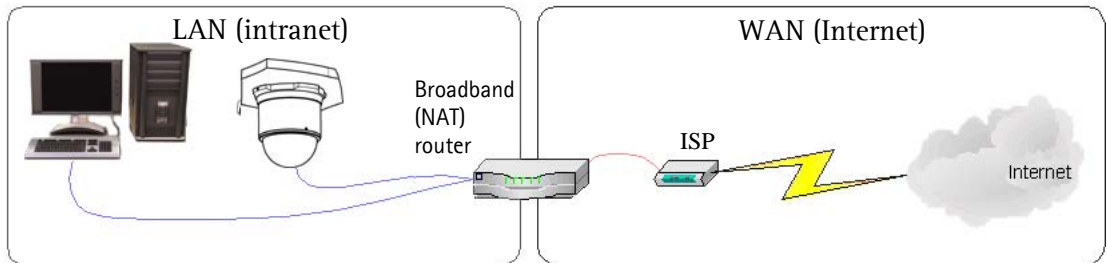 LAN (intranet)
WAN (Internet)
Broadband
(NAT)
router
ISP
Internet